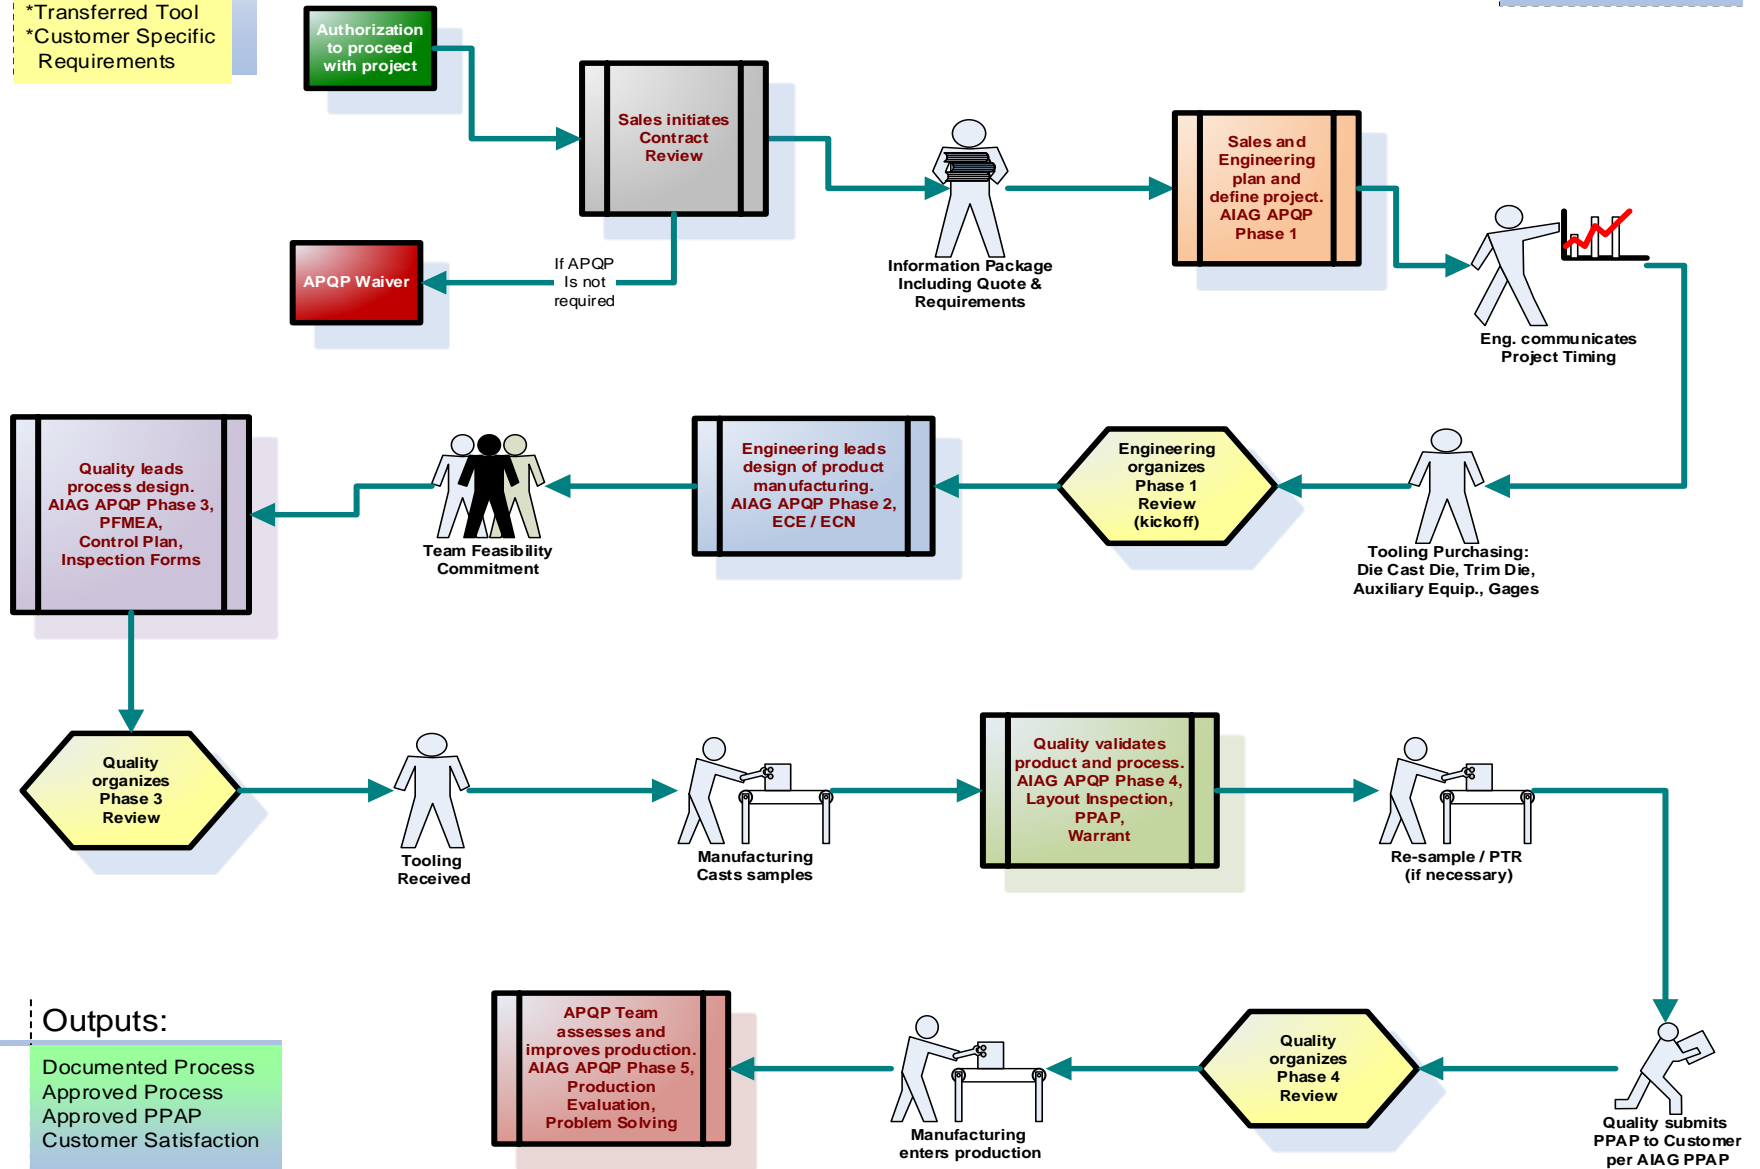 *Transferred Tool
*Customer Specific
Requirements
Authorization
to proceed
with project
Sales initiates
Contract
Review
If APQP
Is not
required
APQP Waiver
Information Package
Including Quote &
Requirements
Sales and
Engineering
plan and
define project.
AIAG APQP
Phase 1
Eng. communicates
Project Timing
Tooling Purchasing:
Die Cast Die, Trim Die,
Auxiliary Equip., Gages
Engineering
organizes
Phase 1
Review
(kickoff)
Engineering leads
design of product
manufacturing.
AIAG APQP Phase 2,
ECE / ECN
Team Feasibility
Commitment
Quality leads
process design.
AIAG APQP Phase 3,
PFMEA,
Control Plan,
Inspection Forms
Quality
organizes
Phase 3
Review
Tooling
Received
Manufacturing
Casts samples
Quality validates
product and process.
AIAG APQP Phase 4,
Layout Inspection,
PPAP,
Warrant
Re-sample / PTR
(if necessary)
Quality submits
PPAP to Customer
per AIAG PPAP
Quality
organizes
Phase 4
Review
Manufacturing
enters production
APQP Team
assesses and
improves production.
AIAG APQP Phase 5,
Production
Evaluation,
Problem Solving
Outputs:
Documented Process
Approved Process
Approved PPAP
Customer Satisfaction